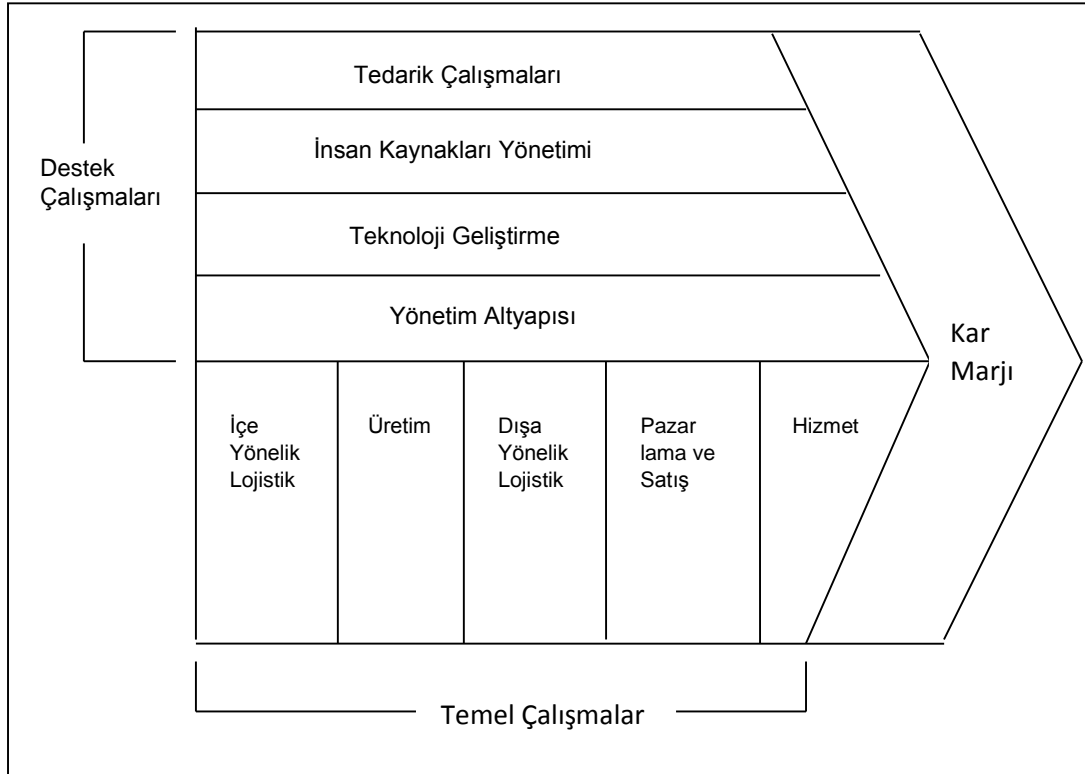 Tedarik Çalışmaları
İnsan Kaynakları Yönetimi
Destek
Çalışmaları
Teknoloji Geliştirme
Yönetim Altyapısı
Kar
Marjı
İçe
Yönelik
Lojistik
Üretim
Dışa
Yönelik
Lojistik
Pazar
lama ve
Satış
Hizmet
Temel Çalışmalar